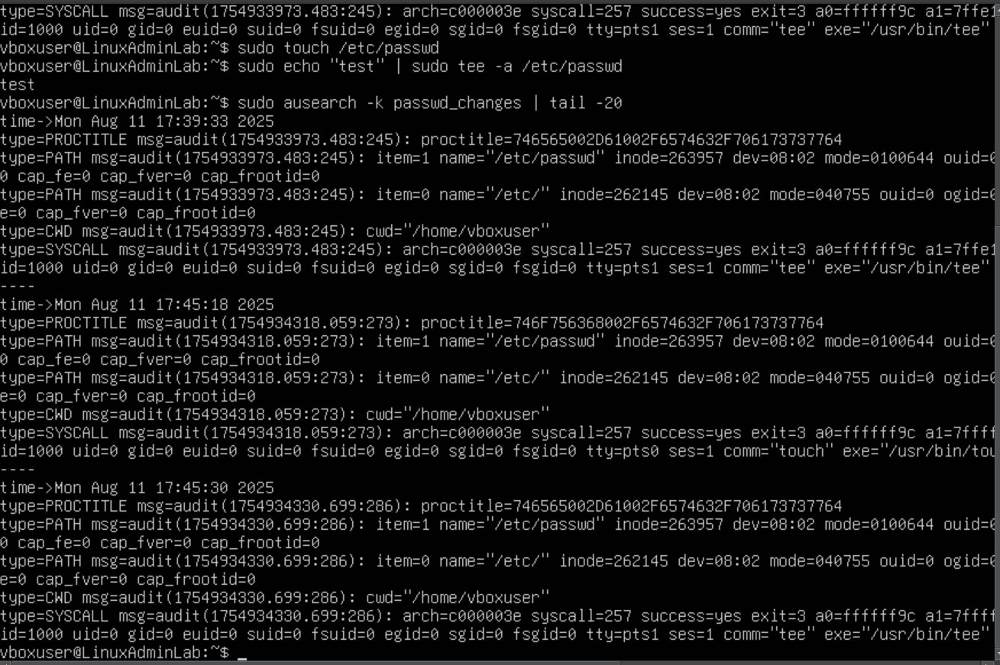 type=SYSCALL msg=audit(1754933973.483:245): arch=c000003e syscall=257 success=yes exit=3 a0=ffffff9c a1=7ffe1
id=1000 uid=0 gid=0 euid=0 suid=0 fsuid=0 egid=0 sgid=0 fsgid=0 tty=pts1 ses=1 comm="tee" exe="/usr/bin/tee"
vboxuser@LinuxAdminLab:~$ sudo touch /etc/passwd
vboxuser@LinuxAdminLab:~$ sudo echo "test" | sudo tee -a /etc/passwd
test
vboxuser@LinuxAdminLab:~$ sudo ausearch -k passwd_changes | tail -20
time->Mon Aug 11 17:39:33 2025
type=PROCTITLE msg=audit(1754933973.483:245): proctitle=746565002D61002F6574632F706173737764
type=PATH msg=audit(1754933973.483:245): item=1 name="/etc/passwd" inode=263957 dev=08:02 mode=0100644 ouid=0
0 cap_fe=0 cap_fver=0 cap_frootid=0
type=PATH msg=audit(1754933973.483:245): item=0 name="/etc/" inode=262145 dev=08:02 mode=040755 ouid=0 ogid=0
e=0 cap_fver=0 cap_frootid=0
type=CWD msg=audit(1754933973.483:245): cwd="/home/vboxuser"
type=SYSCALL msg=audit(1754933973.483:245): arch=c000003e syscall=257 success=yes exit=3 a0=ffffff9c a1=7ffe1
id=1000 uid=0 gid=0 euid=0 suid=0 fsuid=0 egid=0 sgid=0 fsgid=0 tty=pts1 ses=1 comm="tee" exe="/usr/bin/tee"
----
time->Mon Aug 11 17:45:18 2025
type=PROCTITLE msg=audit(1754934318.059:273): proctitle=746F756368002F6574632F706173737764
type=PATH msg=audit(1754934318.059:273): item=1 name="/etc/passwd" inode=263957 dev=08:02 mode=0100644 ouid=0
0 cap_fe=0 cap_fver=0 cap_frootid=0
type=PATH msg=audit(1754934318.059:273): item=0 name="/etc/" inode=262145 dev=08:02 mode=040755 ouid=0 ogid=0
e=0 cap_fver=0 cap_frootid=0
type=CWD msg=audit(1754934318.059:273): cwd="/home/vboxuser"
type=SYSCALL msg=audit(1754934318.059:273): arch=c000003e syscall=257 success=yes exit=3 a0=ffffff9c a1=7ffff
id=1000 uid=0 gid=0 euid=0 suid=0 fsuid=0 egid=0 sgid=0 fsgid=0 tty=pts0 ses=1 comm="touch" exe="/usr/bin/tou
----
time->Mon Aug 11 17:45:30 2025
type=PROCTITLE msg=audit(1754934330.699:286): proctitle=746565002D61002F6574632F706173737764
type=PATH msg=audit(1754934330.699:286): item=1 name="/etc/passwd" inode=263957 dev=08:02 mode=0100644 ouid=0
0 cap_fe=0 cap_fver=0 cap_frootid=0
type=PATH msg=audit(1754934330.699:286): item=0 name="/etc/" inode=262145 dev=08:02 mode=040755 ouid=0 ogid=0
e=0 cap_fver=0 cap_frootid=0
type=CWD msg=audit(1754934330.699:286): cwd="/home/vboxuser"
type=SYSCALL msg=audit(1754934330.699:286): arch=c000003e syscall=257 success=yes exit=3 a0=ffffff9c a1=7ffff
id=1000 uid=0 gid=0 euid=0 suid=0 fsuid=0 egid=0 sgid=0 fsgid=0 tty=pts1 ses=1 comm="tee" exe="/usr/bin/tee"
vboxuser@LinuxAdminLab:~$ _